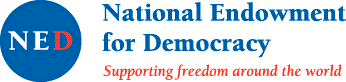 NED
National Endowment
for Democracy
Supporting freedom around the world